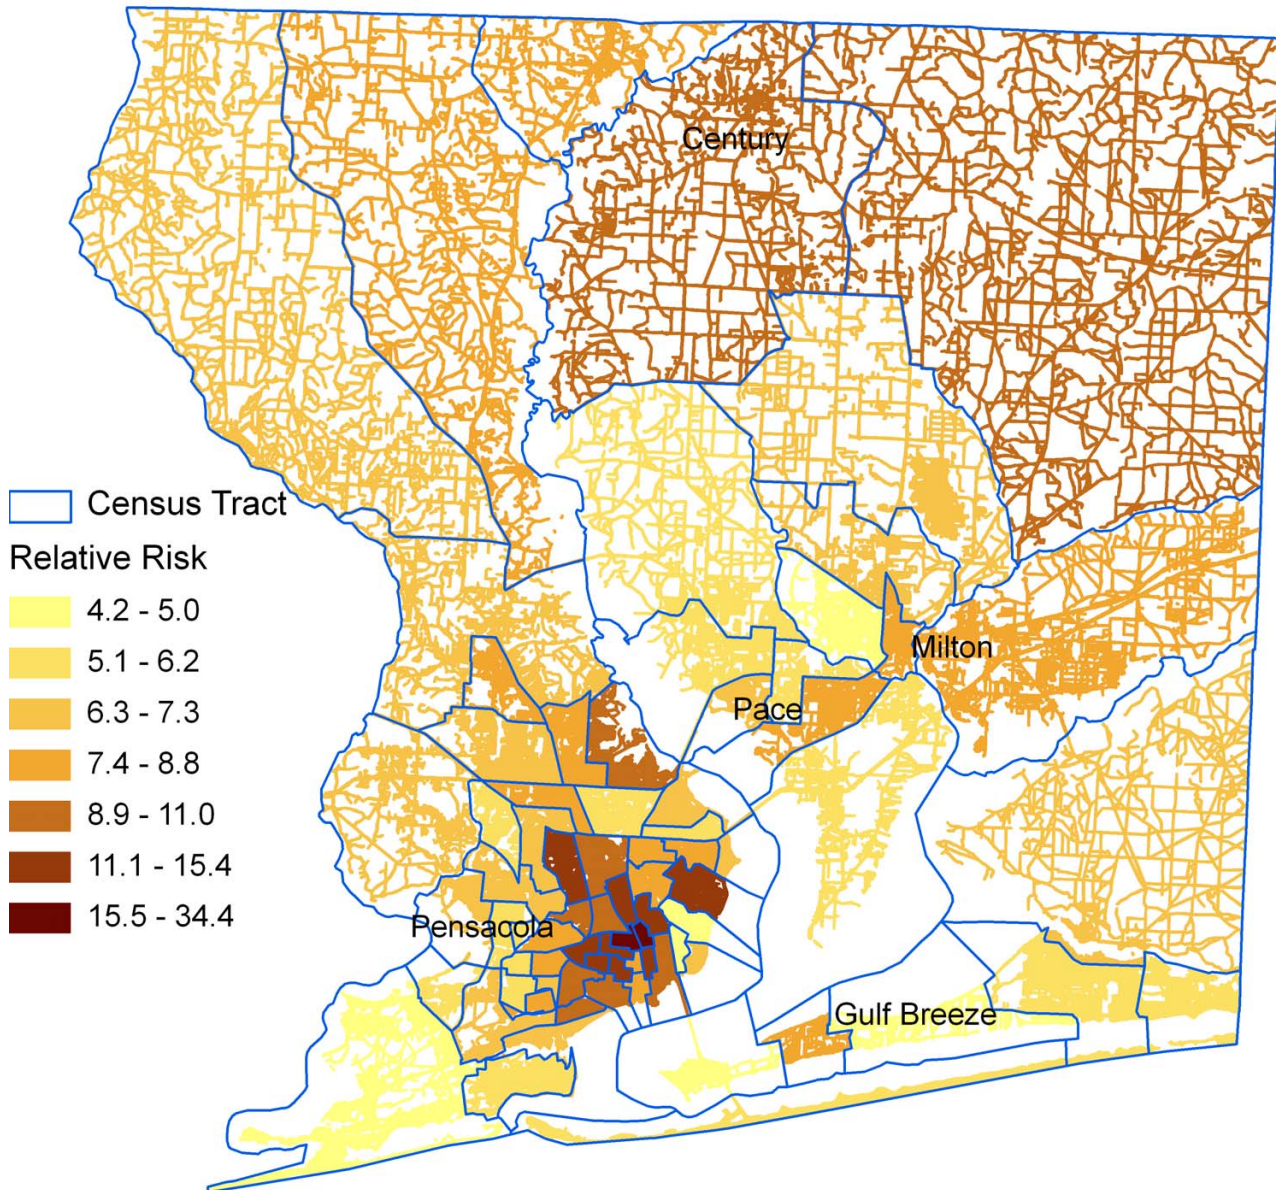 Century
Census Tract
Relative Risk
4.2 - 5.0
5.1 - 6.2
6.3 - 7.3
7.4 - 8.8
8.9 - 11.0
11.1 - 15.4
15.5 - 34.4
Milton
Pace
Pensacola
Gulf Breeze